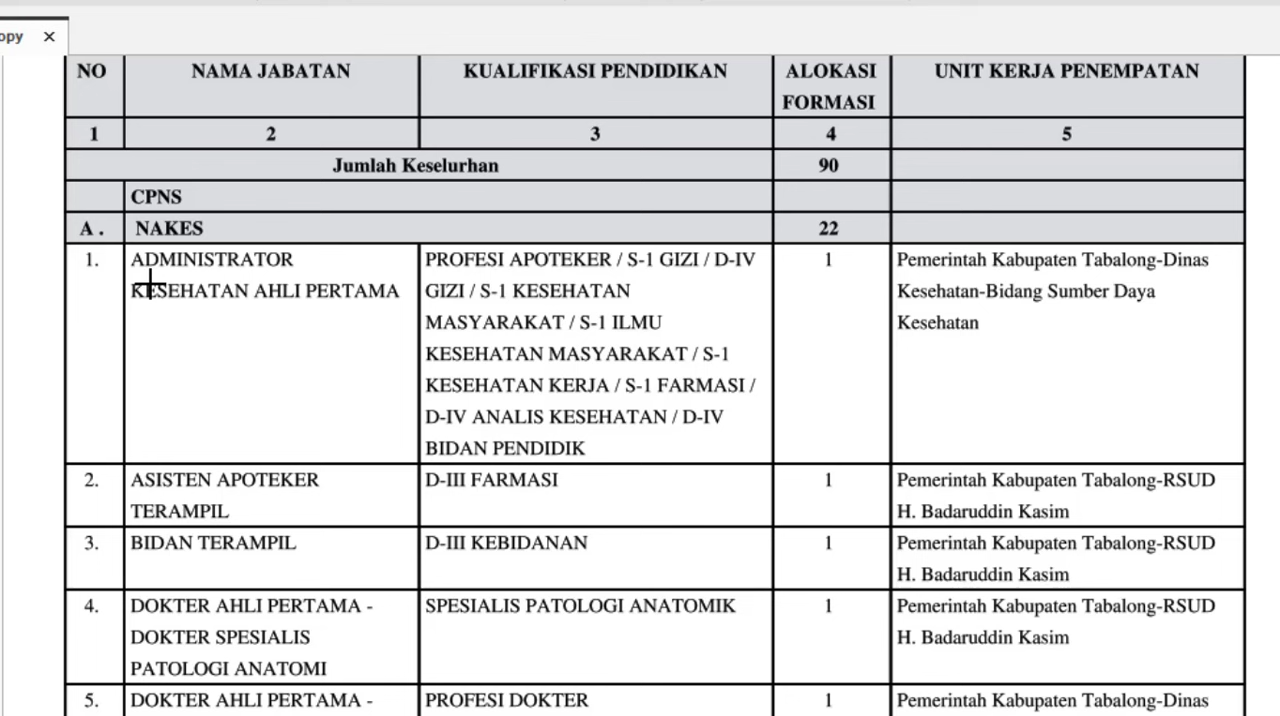 opy ×
NO NAMA JABATAN KUALIFIKASI PENDIDIKAN ALOKASI FORMASI UNIT KERJA PENEMPATAN
1 2 3 4 5
Jumlah Keselurhan 90
CPNS
A . NAKES 22
1. ADMINISTRATOR PROFESI APOTEKER / S-1 GIZI / D-IV 1 Pemerintah Kabupaten Tabalong-Dinas
KESEHATAN AHLI PERTAMA GIZI / S-1 KESEHATAN Kesehatan-Bidang Sumber Daya
MASYARAKAT / S-1 ILMU Kesehatan
KESEHATAN MASYARAKAT / S-1
KESEHATAN KERJA / S-1 FARMASI /
D-IV ANALIS KESEHATAN / D-IV
BIDAN PENDIDIK
2. ASISTEN APOTEKER D-III FARMASI 1 Pemerintah Kabupaten Tabalong-RSUD
TERAMPIL H. Badaruddin Kasim
3. BIDAN TERAMPIL D-III KEBIDANAN 1 Pemerintah Kabupaten Tabalong-RSUD
H. Badaruddin Kasim
4. DOKTER AHLI PERTAMA - SPESIALIS PATOLOGI ANATOMIK 1 Pemerintah Kabupaten Tabalong-RSUD
DOKTER SPESIALIS H. Badaruddin Kasim
PATOLOGI ANATOMI
5. DOKTER AHLI PERTAMA - PROFESI DOKTER 1 Pemerintah Kabupaten Tabalong-Dinas